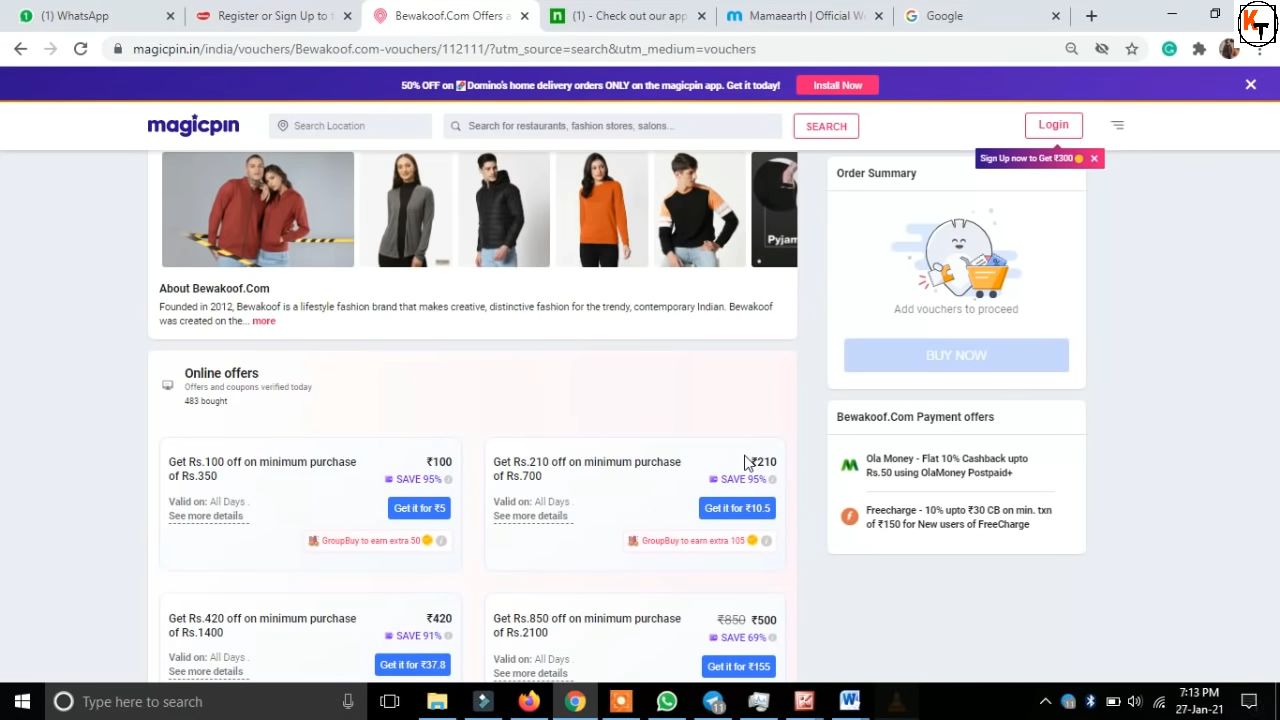 (1) WhatsApp
Register or Sign Up to
Bewakoof.Com Offers a
(1) - Check out our app
Mamaearth | Official W
Google
KT
magicpin.in/india/vouchers/Bewakoof.com-vouchers/112111/?utm_source=search&utm_medium=vouchers
50% OFF on Domino's home delivery orders ONLY on the magicpin app. Get it today!
Install Now
magicpin
Search Location
Search for restaurants, fashion stores, salons...
SEARCH
Login
Sign Up now to Get ₹300
Pyjam
Order Summary
Add vouchers to proceed
BUY NOW
About Bewakoof.Com
Founded in 2012, Bewakoof is a lifestyle fashion brand that makes creative, distinctive fashion for the trendy, contemporary Indian. Bewakoof
was created on the... more
Online offers
Offers and coupons verified today
483 bought
Get Rs.100 off on minimum purchase
of Rs.350
₹100
SAVE 95%
Valid on: All Days .
See more details
Get it for ₹5
GroupBuy to earn extra 50
Get Rs.210 off on minimum purchase
of Rs.700
₹210
SAVE 95%
Valid on: All Days .
See more details
Get it for ₹10.5
GroupBuy to earn extra 105
Get Rs.420 off on minimum purchase
of Rs.1400
₹420
SAVE 91%
Valid on: All Days .
See more details
Get it for ₹37.8
Get Rs.850 off on minimum purchase
of Rs.2100
₹850 ₹500
SAVE 69%
Valid on: All Days .
See more details
Get it for ₹155
Bewakoof.Com Payment offers
Ola Money - Flat 10% Cashback upto
Rs.50 using OlaMoney Postpaid+
Freecharge - 10% upto ₹30 CB on min. txn
of ₹150 for New users of FreeCharge
Type here to search
11
7:13 PM
27-Jan-21